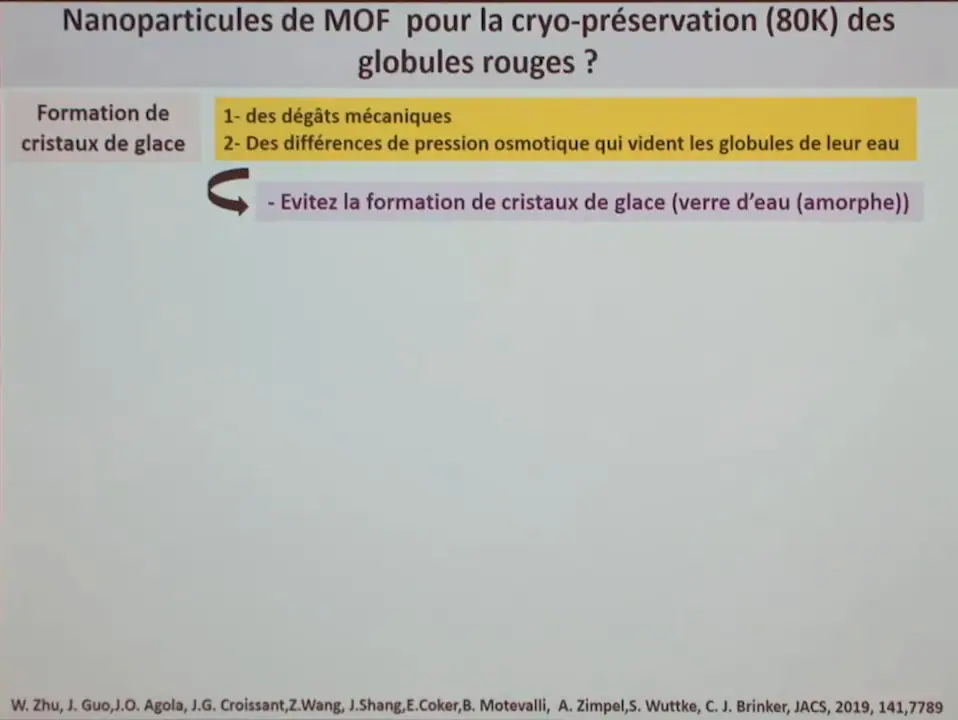 Nanoparticules de MOF pour la cryo-préservation (80K) des
globules rouges ?
Formation de
cristaux de glace
1- des dégâts mécaniques
2- Des différences de pression osmotique qui vident les globules de leur eau
- Evitez la formation de cristaux de glace (verre d'eau (amorphe))
W. Zhu, J. Guo,J.O. Agola, J.G. Croissant,Z.Wang, J.Shang,E.Coker,B. Motevalli, A. Zimpel,S. Wuttke, C. J. Brinker, JACS, 2019, 141,7789